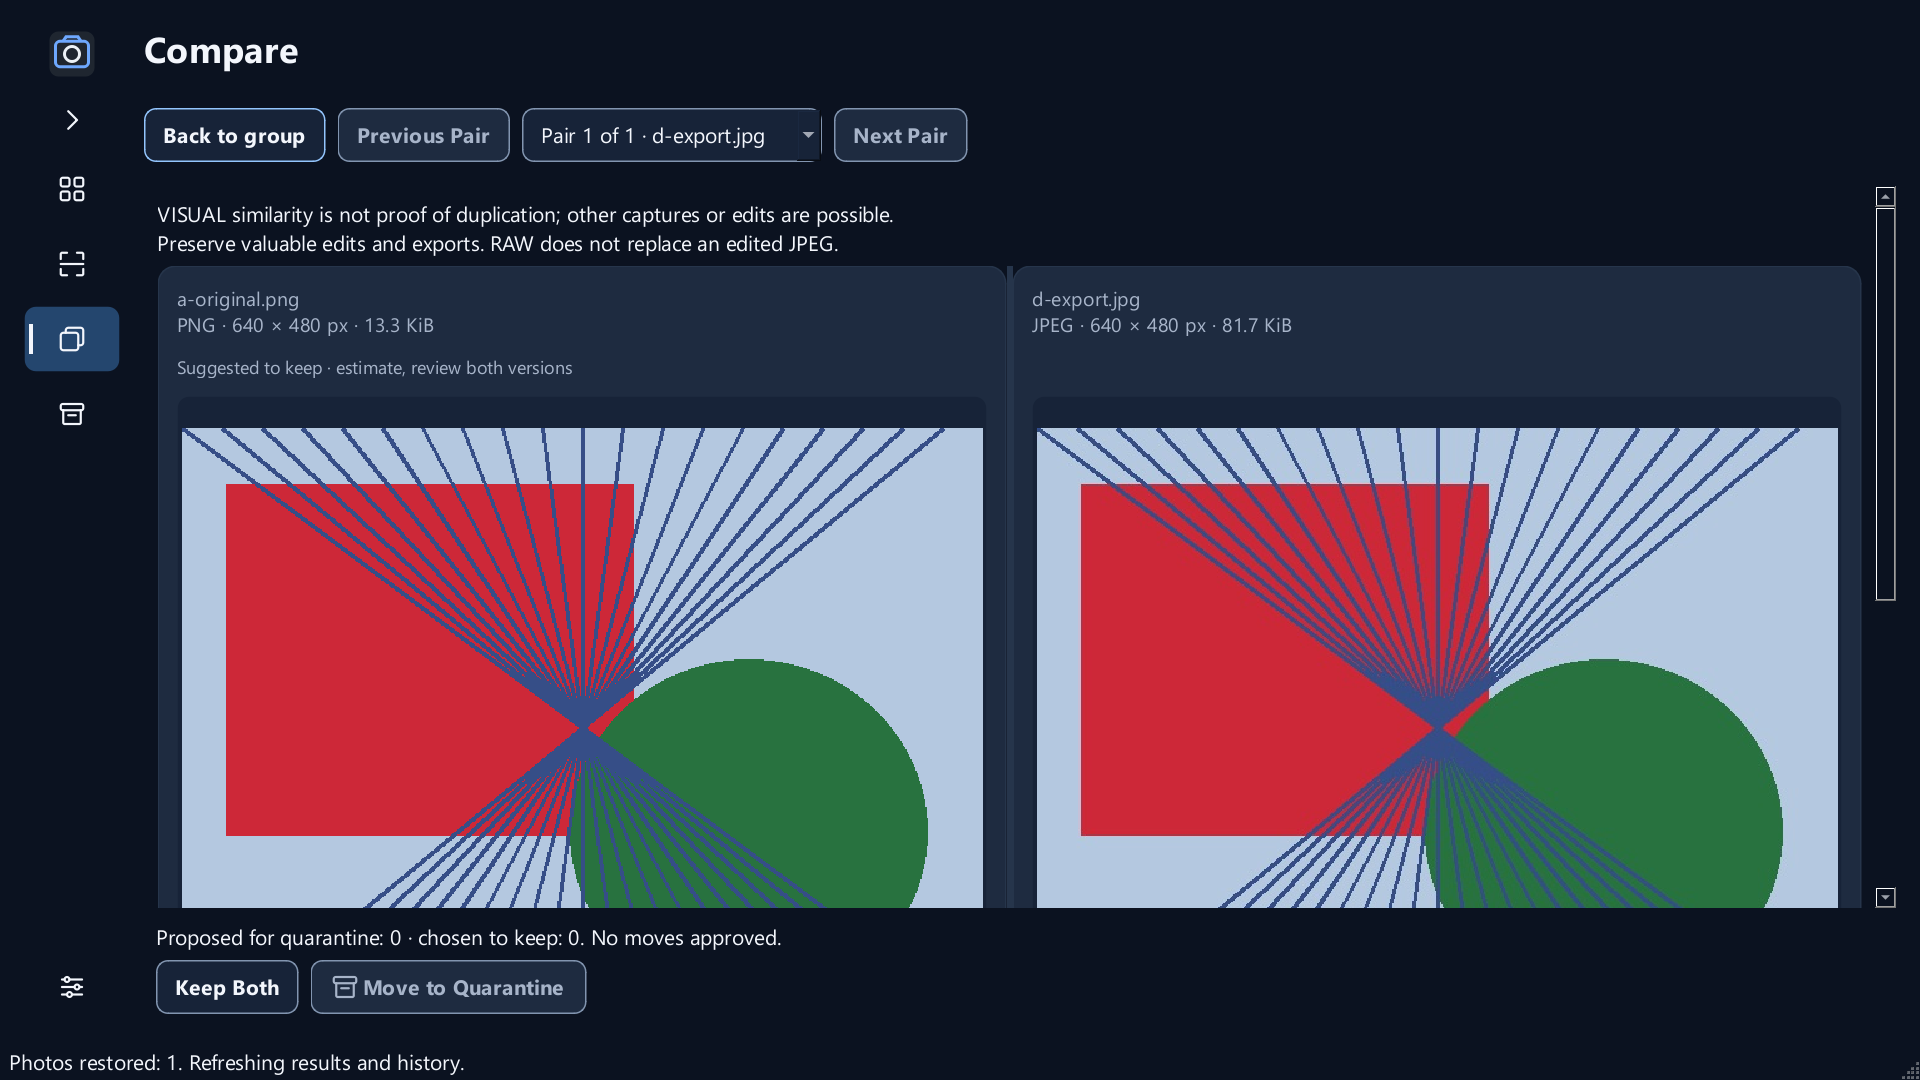 Compare
Back to group
Previous Pair
Pair 1 of 1 · d-export.jpg
Next Pair
VISUAL similarity is not proof of duplication; other captures or edits are possible.
Preserve valuable edits and exports. RAW does not replace an edited JPEG.
a-original.png
PNG · 640 × 480 px · 13.3 KiB
Suggested to keep · estimate, review both versions
d-export.jpg
JPEG · 640 × 480 px · 81.7 KiB
Proposed for quarantine: 0 · chosen to keep: 0. No moves approved.
Keep Both
Move to Quarantine
Photos restored: 1. Refreshing results and history.